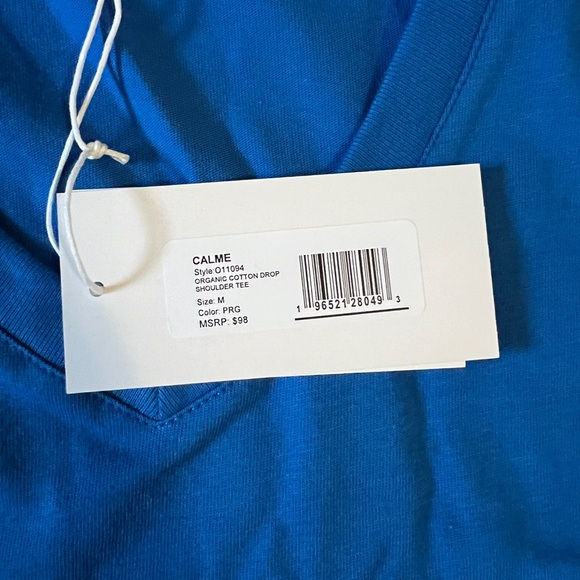 CALME
Style:O11094
ORGANIC COTTON DROP
SHOULDER TEE
Size: M
Color: PRG
MSRP: $98
1 96521 28049 3